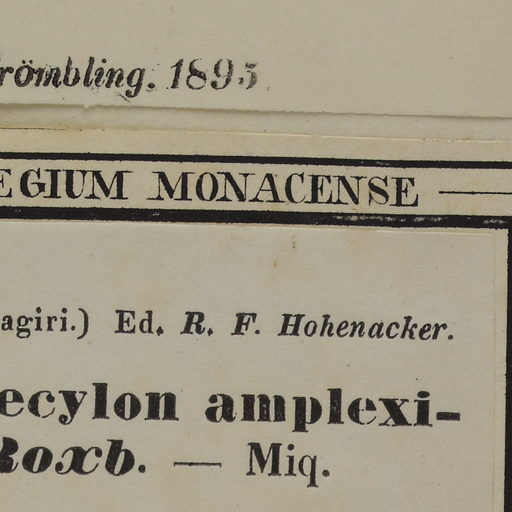 römbling. 1895
EGIUM MONACENSE
agiri.) Ed. R. F. Hohenacker.
ecylon amplexi-
Roxb. — Miq.